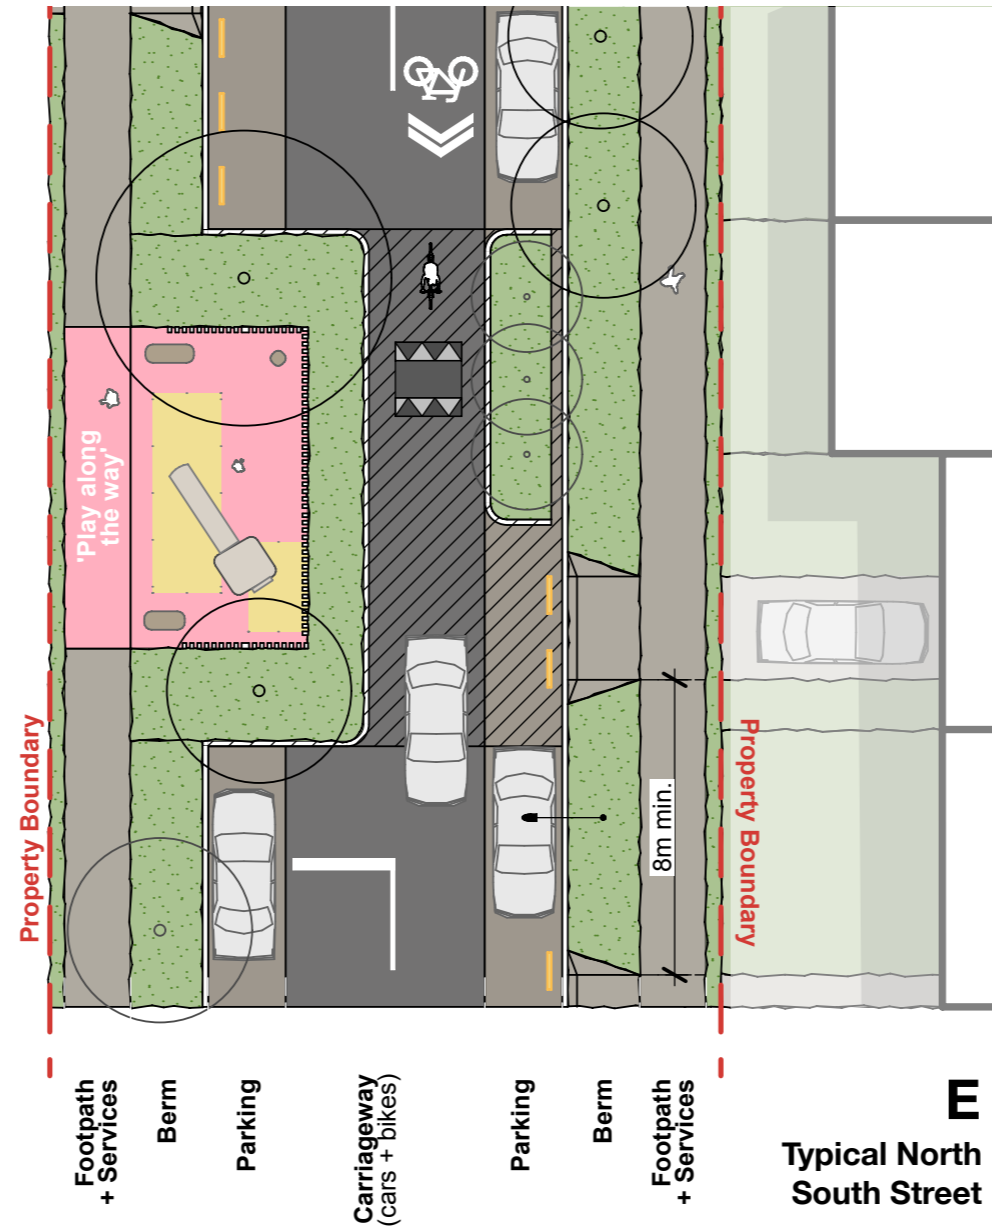 'Play along
the way'
Property Boundary
Property Boundary
8m min.
Footpath
+ Services
Berm
Parking
Carriageway
(cars + bikes)
Parking
Berm
Footpath
+ Services
E
Typical North
South Street